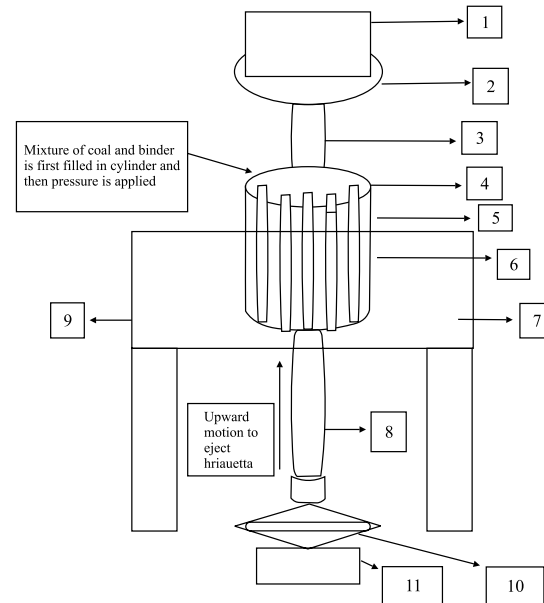 1
2
3
Mixture of coal and binder
is first filled in cylinder and
then pressure is applied
4
5
6
9
7
Upward
motion to
eject
hriauetta
8
11
10